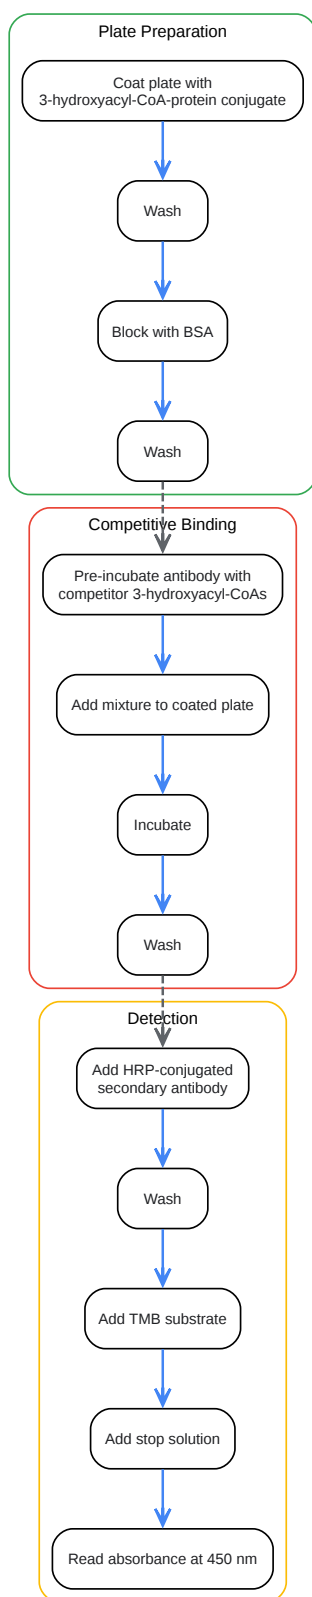 Plate Preparation
Coat plate with
3-hydroxyacyl-CoA-protein conjugate
Wash
Block with BSA
Wash
Competitive Binding
Pre-incubate antibody with
competitor 3-hydroxyacyl-CoAs
Add mixture to coated plate
Incubate
Wash
Detection
Add HRP-conjugated
secondary antibody
Wash
Add TMB substrate
Add stop solution
Read absorbance at 450 nm